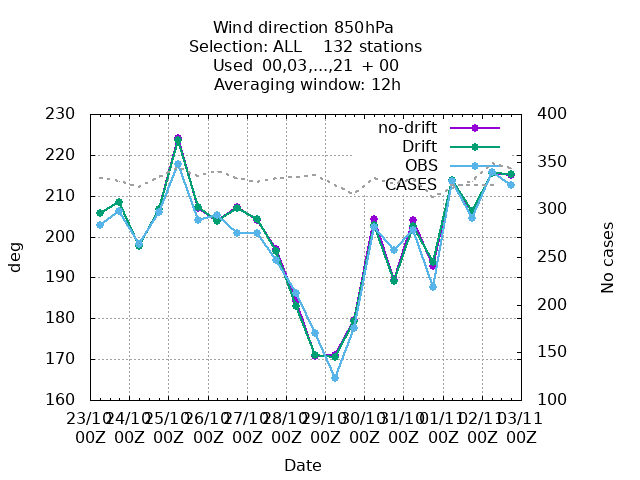 Wind direction 850hPa
Selection: ALL    132 stations
Used  00,03,...,21  + 00
Averaging window: 12h
230 220 210 200 190 180 170 160
deg
no-drift
Drift
OBS
CASES
400 350 300 250 200 150 100
No cases
23/10 24/10 25/10 26/10 27/10 28/10 29/10 30/10 31/10 01/11 02/11 03/11
00Z 00Z 00Z 00Z 00Z 00Z 00Z 00Z 00Z 00Z 00Z 00Z
Date